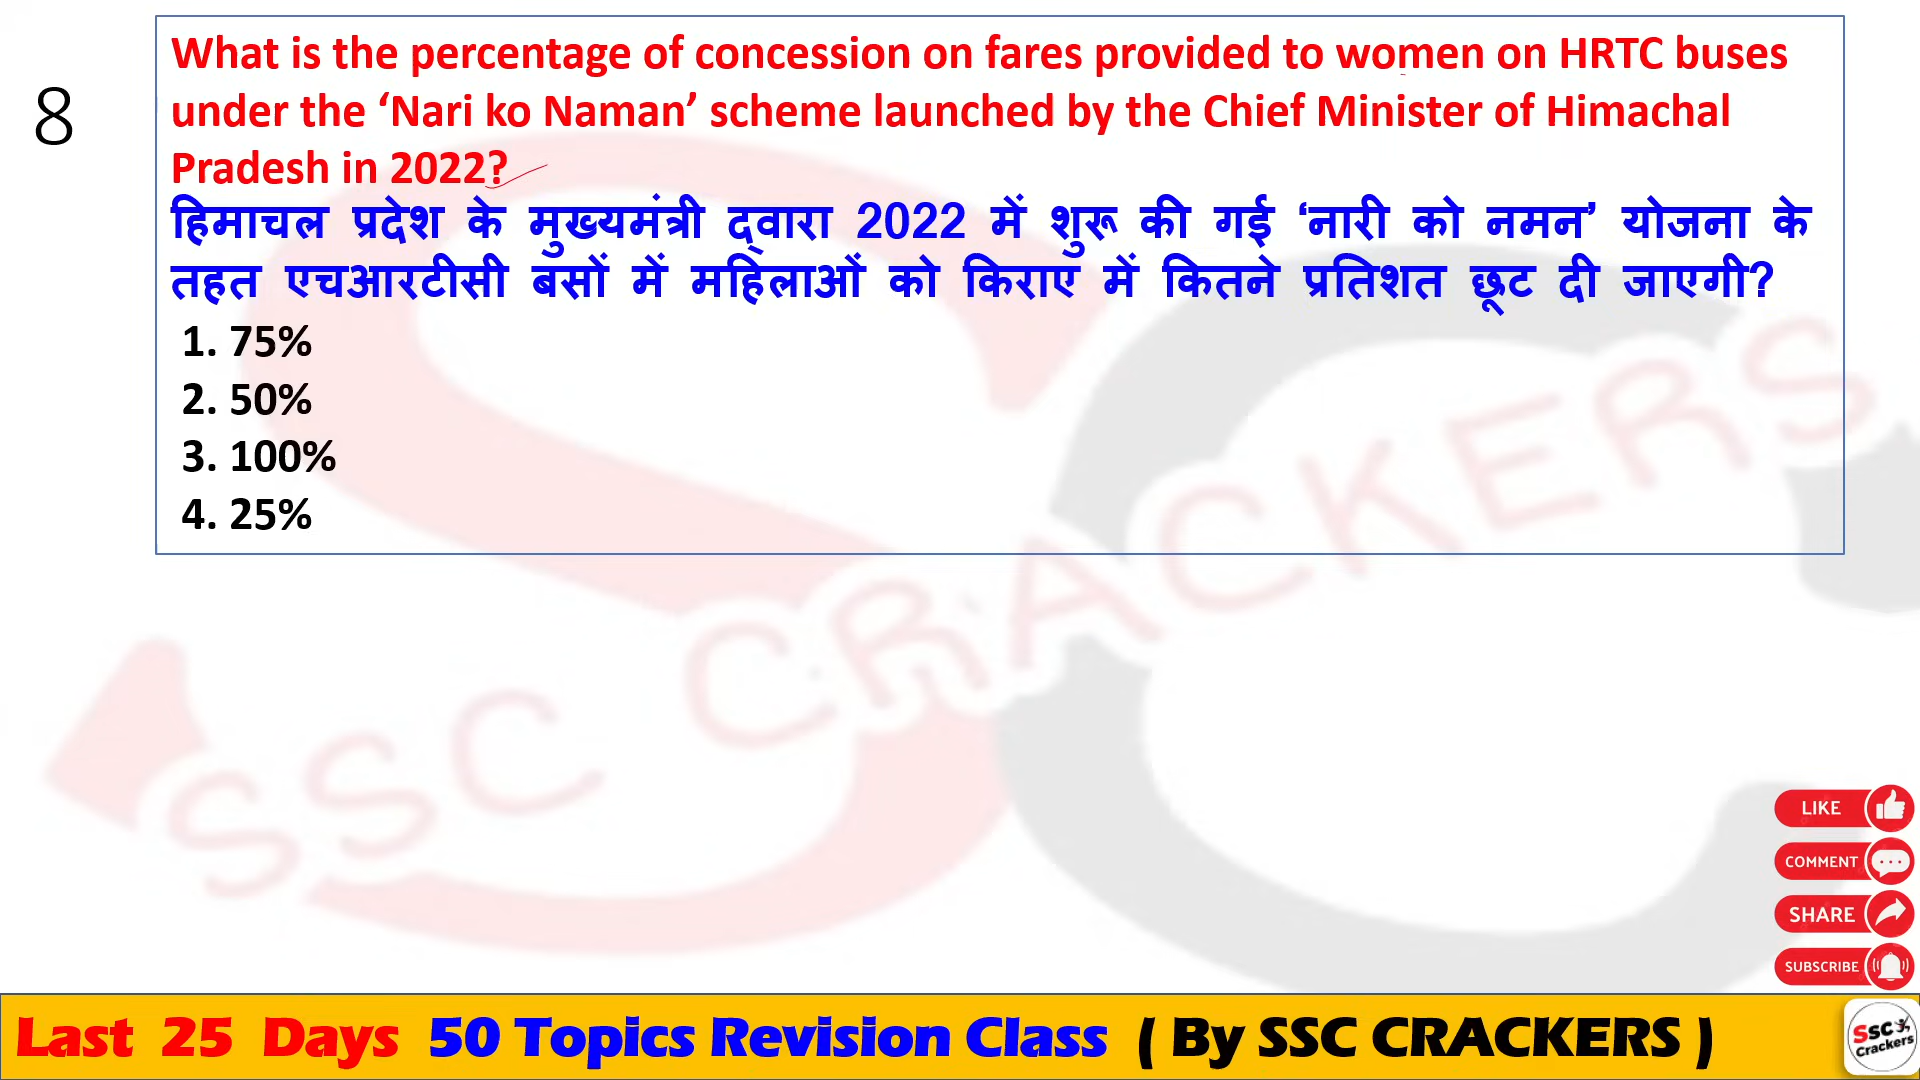 8
What is the percentage of concession on fares provided to women on HRTC buses
under the ‘Nari ko Naman’ scheme launched by the Chief Minister of Himachal
Pradesh in 2022?
हिमाचल प्रदेश के मुख्यमंत्री द्वारा 2022 में शुरू की गई ‘नारी को नमन’ योजना के
तहत एचआरटीसी बसों में महिलाओं को किराए में कितने प्रतिशत छूट दी जाएगी?
1. 75%
2. 50%
3. 100%
4. 25%
SSC CRACKERS
LIKE
COMMENT
SHARE
SUBSCRIBE
Last 25 Days 50 Topics Revision Class ( By SSC CRACKERS )
SSC
Crackers